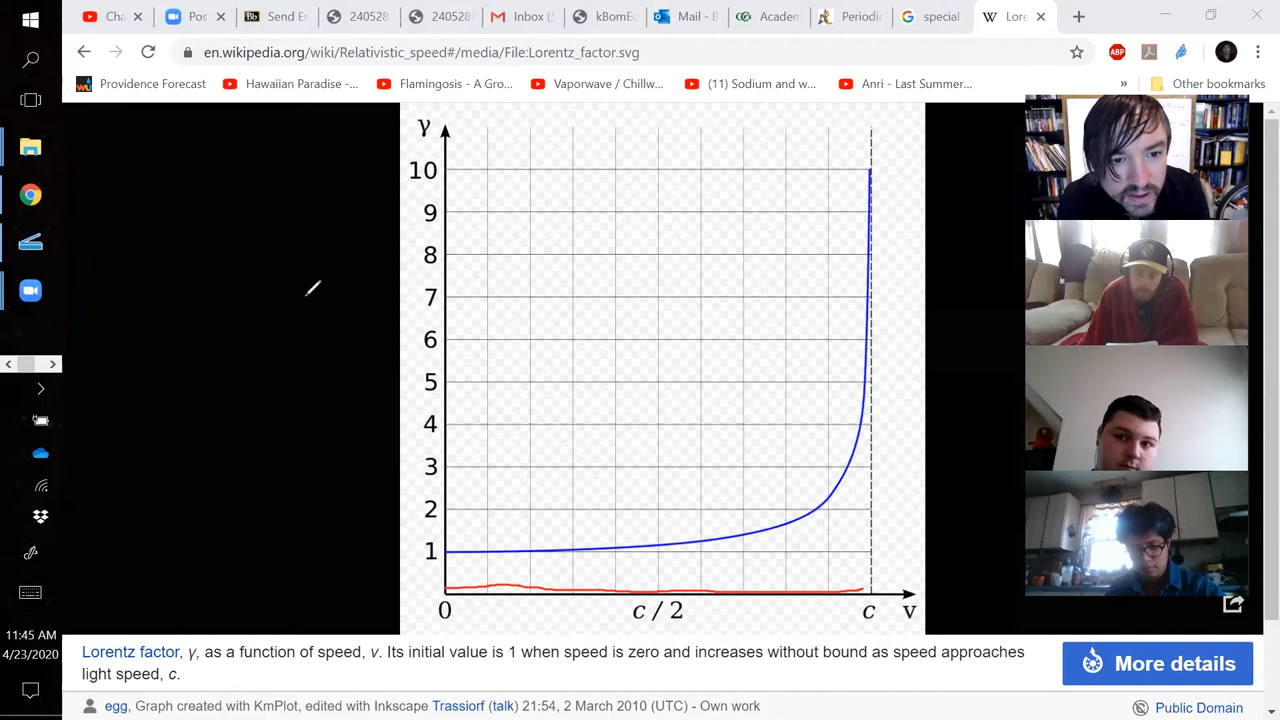 Cha
Pos
Send Em
240528
240528
Inbox (5
kBomEd
Mail - B
Academ
Periodi
special
Lore
en.wikipedia.org/wiki/Relativistic_speed#/media/File:Lorentz_factor.svg
ABP
Providence Forecast
Hawaiian Paradise -...
Flamingosis - A Gro...
Vaporwave / Chillw...
(11) Sodium and w...
Anri - Last Summer...
»
Other bookmarks
γ
10
9
8
7
6
5
4
3
2
1
0
c / 2
c
v
11:45 AM
4/23/2020
Lorentz factor, γ, as a function of speed, v. Its initial value is 1 when speed is zero and increases without bound as speed approaches
light speed, c.
More details
egg, Graph created with KmPlot, edited with Inkscape Trassiorf (talk) 21:54, 2 March 2010 (UTC) - Own work
Public Domain